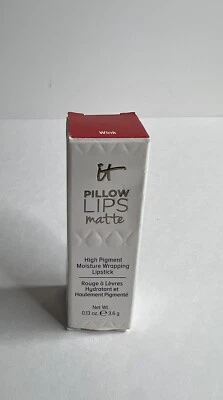 Wink
IT
PILLOW
LIPS
matte
High Pigment
Moisture Wrapping
Lipstick
Rouge à Lèvres
Hydratant et
Hautement Pigmenté
Net Wt.
0.13 oz. ℮ 3.6 g